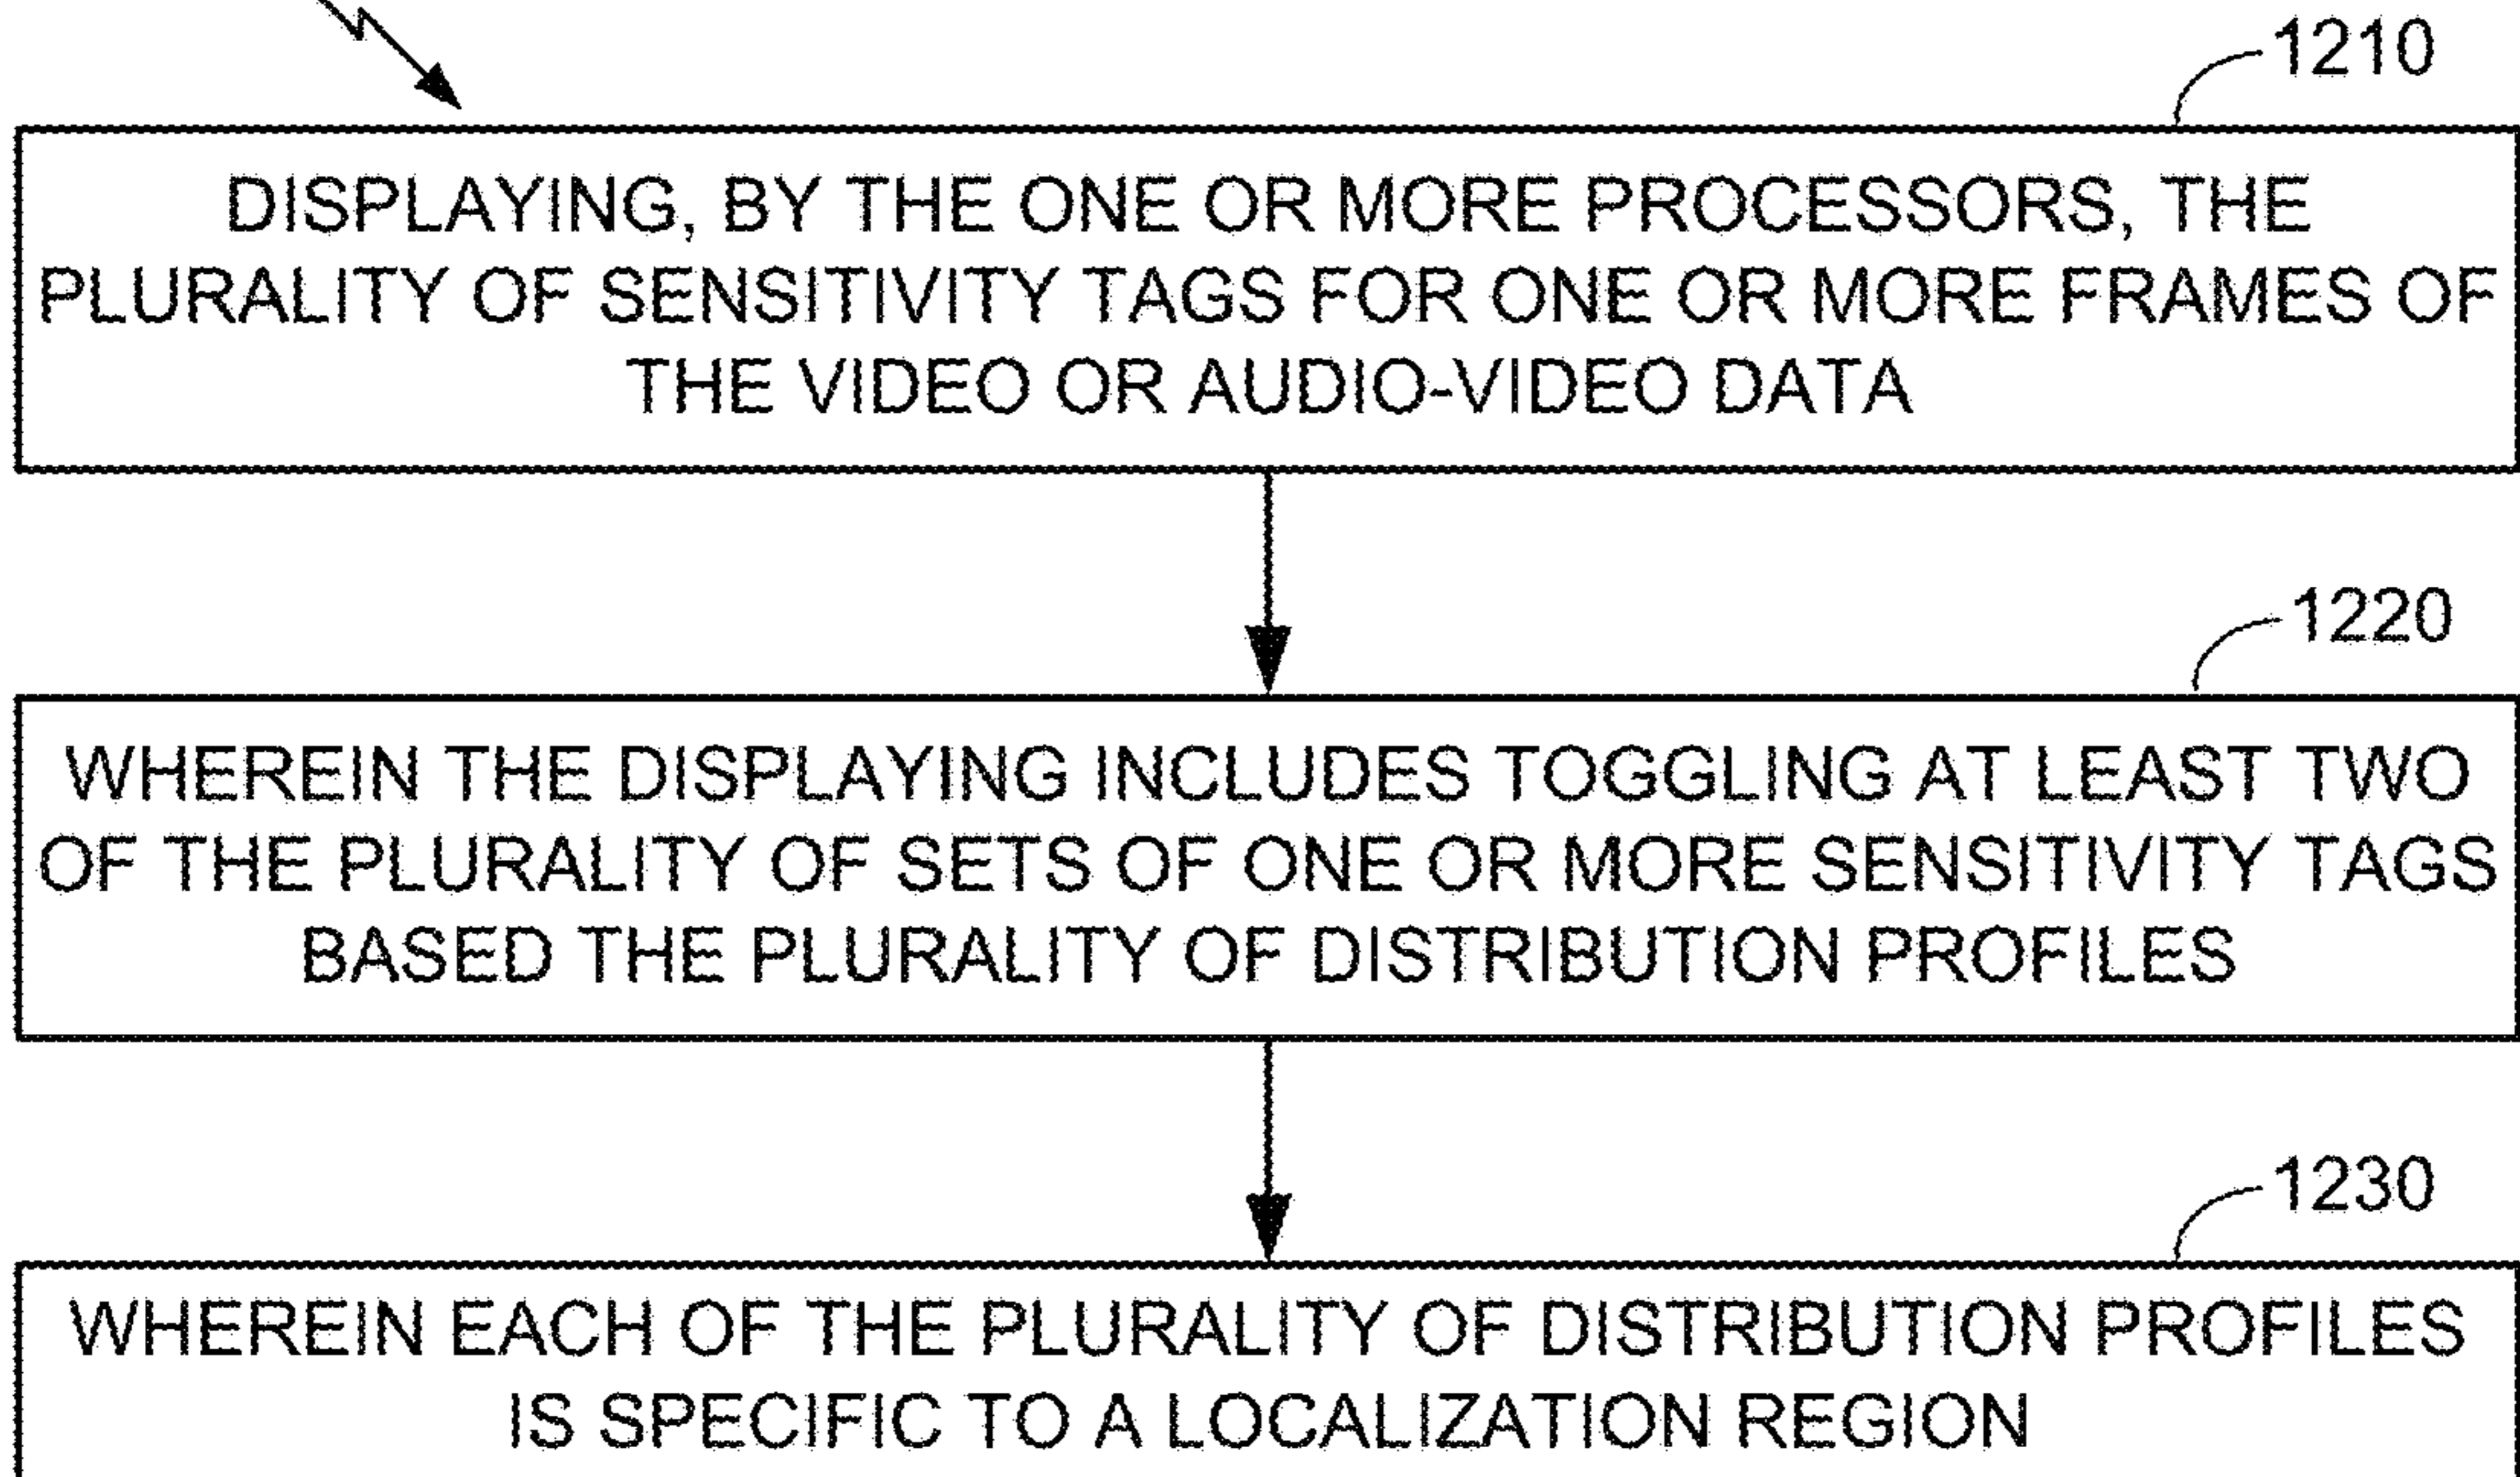 1210
DISPLAYING, BY THE ONE OR MORE PROCESSORS, THE
PLURALITY OF SENSITIVITY TAGS FOR ONE OR MORE FRAMES OF
THE VIDEO OR AUDIO-VIDEO DATA
1220
WHEREIN THE DISPLAYING INCLUDES TOGGLING AT LEAST TWO
OF THE PLURALITY OF SETS OF ONE OR MORE SENSITIVITY TAGS
BASED THE PLURALITY OF DISTRIBUTION PROFILES
1230
WHEREIN EACH OF THE PLURALITY OF DISTRIBUTION PROFILES
IS SPECIFIC TO A LOCALIZATION REGION